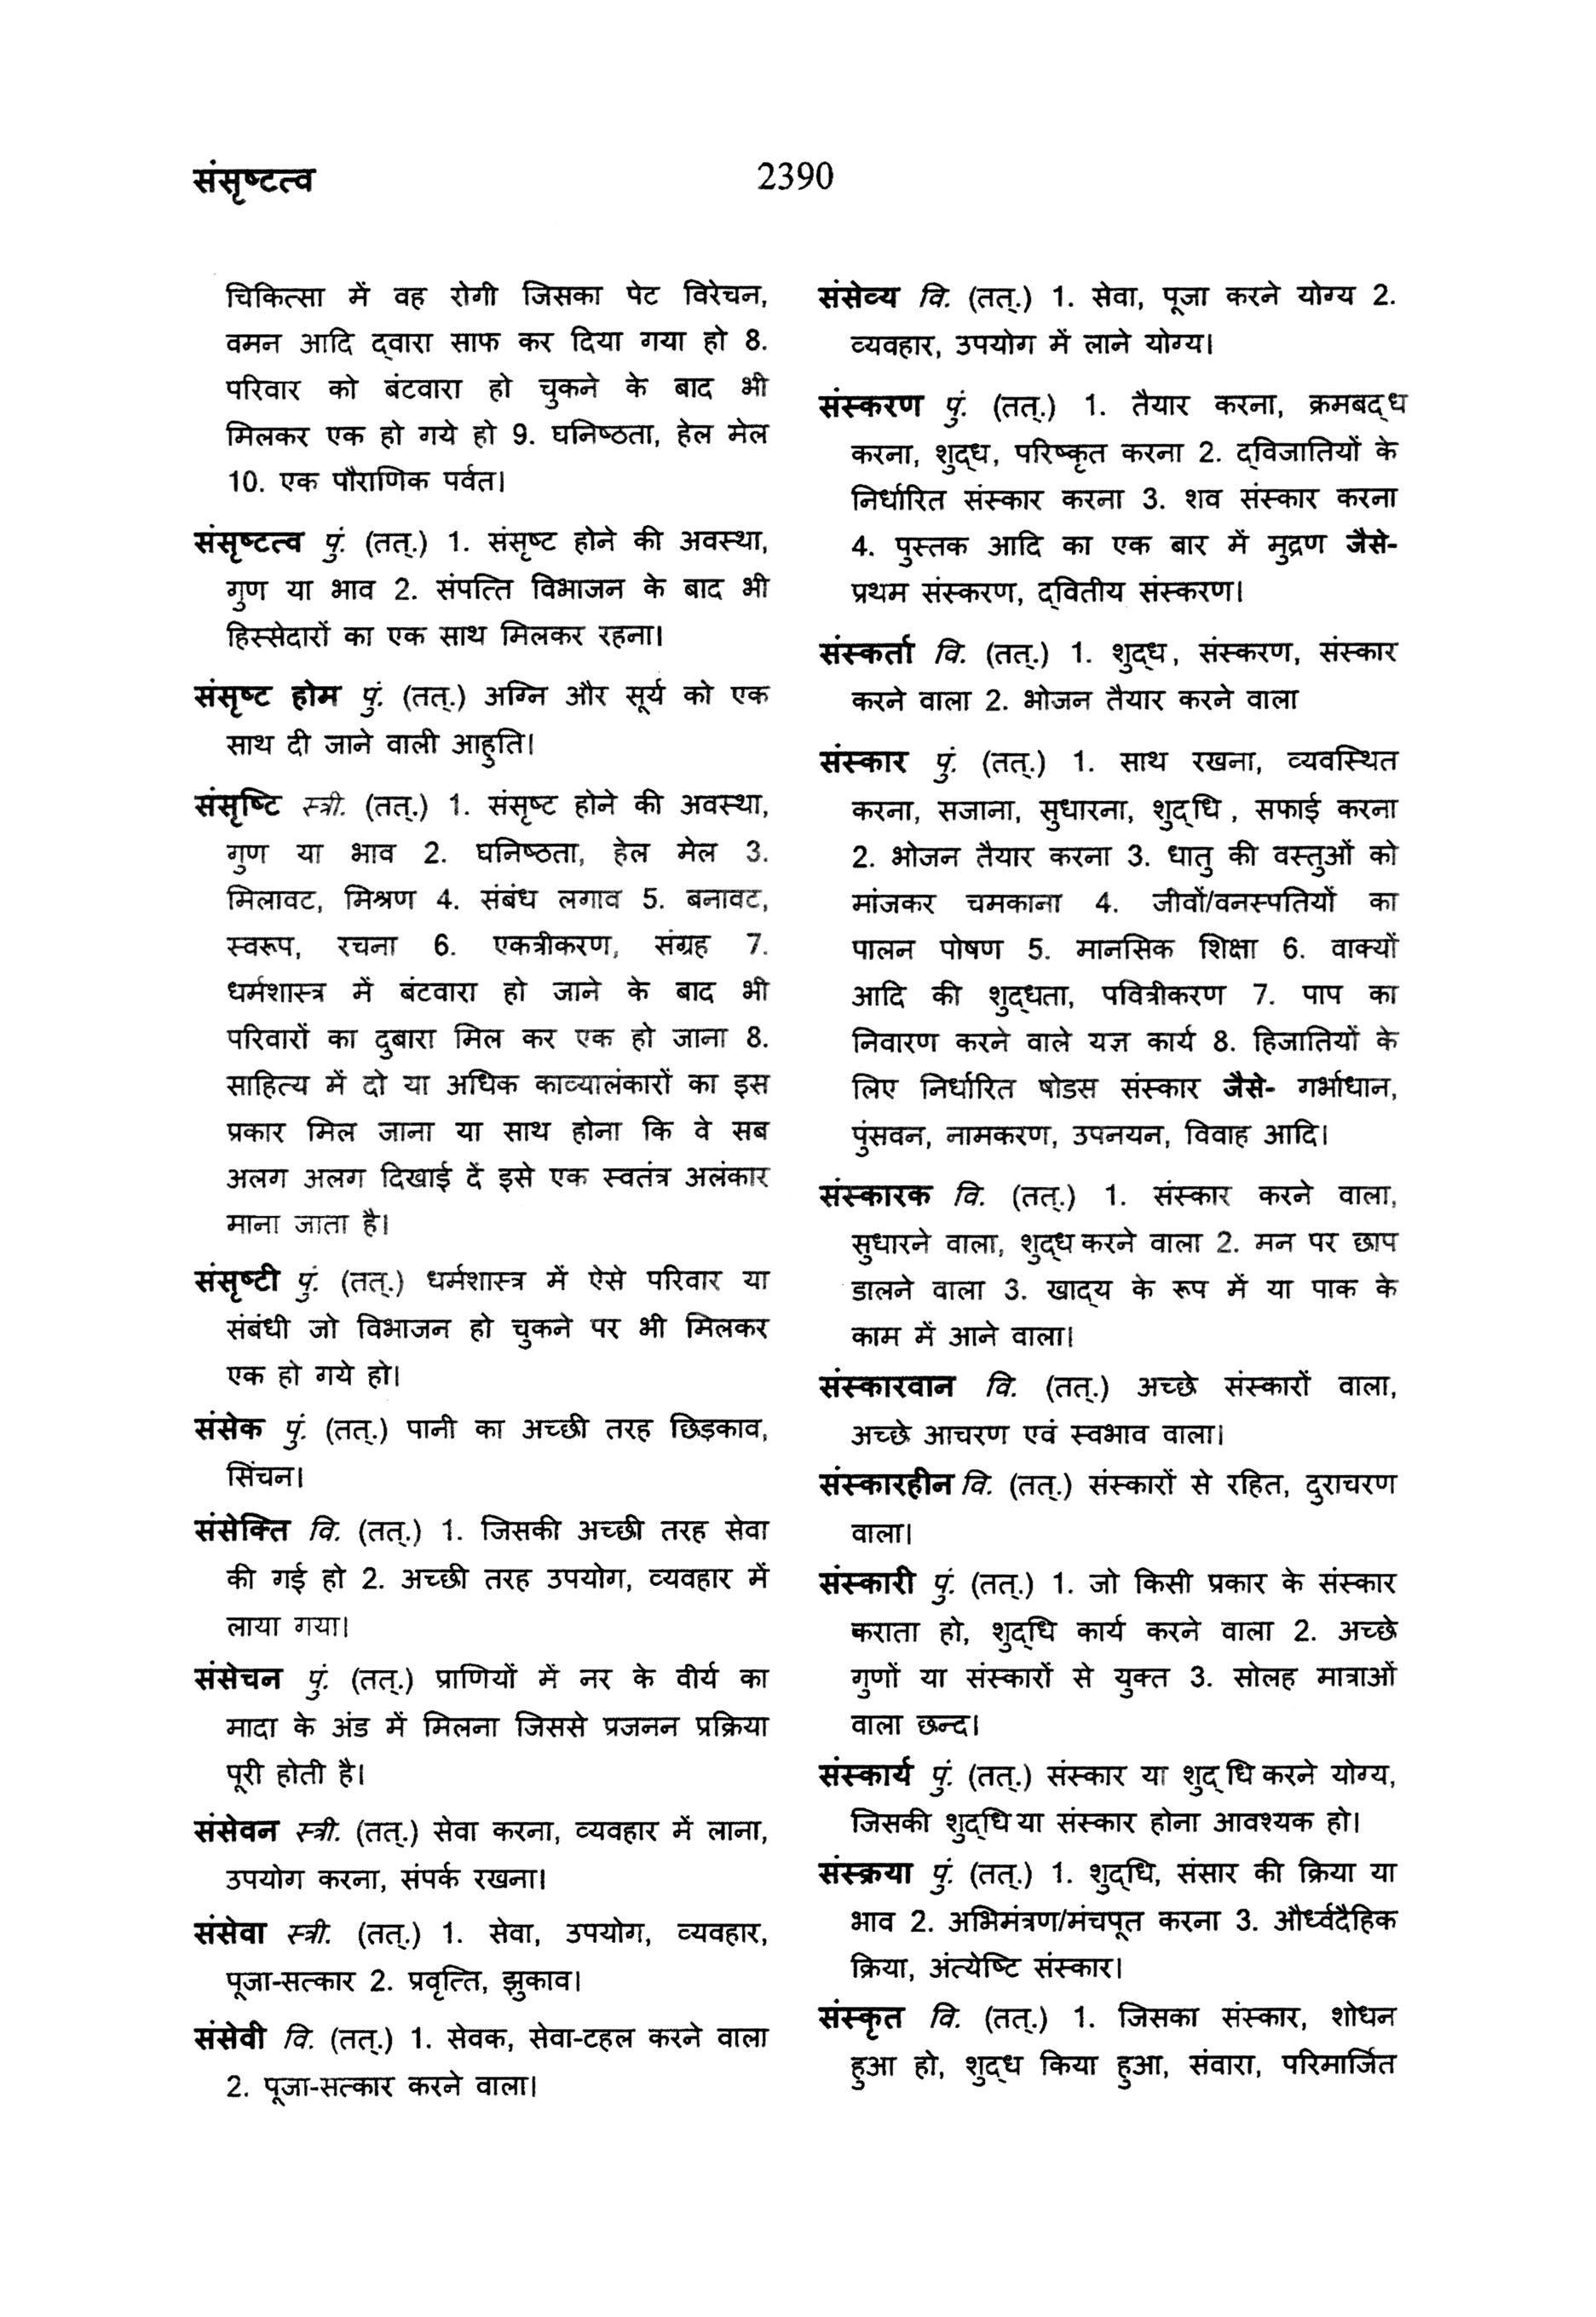 संसृष्टत्व
2390
चिकित्सा में वह रोगी जिसका पेट विरेचन,
वमन आदि द्वारा साफ कर दिया गया हो 8.
परिवार को बंटवारा हो चुकने के बाद भी
मिलकर एक हो गये हो 9. घनिष्ठता, हेल मेल
10. एक पौराणिक पर्वत।
संसृष्टत्व पुं. (तत्.) 1. संसृष्ट होने की अवस्था,
गुण या भाव 2. संपत्ति विभाजन के बाद भी
हिस्सेदारों का एक साथ मिलकर रहना।
संसृष्ट होम पुं. (तत्.) अग्नि और सूर्य को एक
साथ दी जाने वाली आहुति।
संसृष्टि स्त्री. (तत्.) 1. संसृष्ट होने की अवस्था,
गुण या भाव 2. घनिष्ठता, हेल मेल 3.
मिलावट, मिश्रण 4. संबंध लगाव 5. बनावट,
स्वरूप, रचना 6. एकत्रीकरण, संग्रह 7.
धर्मशास्त्र में बंटवारा हो जाने के बाद भी
परिवारों का दुबारा मिल कर एक हो जाना 8.
साहित्य में दो या अधिक काव्यालंकारों का इस
प्रकार मिल जाना या साथ होना कि वे सब
अलग अलग दिखाई दें इसे एक स्वतंत्र अलंकार
माना जाता है।
संसृष्टी पुं. (तत्.) धर्मशास्त्र में ऐसे परिवार या
संबंधी जो विभाजन हो चुकने पर भी मिलकर
एक हो गये हो।
संसेक पुं. (तत्.) पानी का अच्छी तरह छिड़काव,
सिंचन।
संसेक्ति वि. (तत्.) 1. जिसकी अच्छी तरह सेवा
की गई हो 2. अच्छी तरह उपयोग, व्यवहार में
लाया गया।
संसेचन पुं. (तत्.) प्राणियों में नर के वीर्य का
मादा के अंड में मिलना जिससे प्रजनन प्रक्रिया
पूरी होती है।
संसेवन स्त्री. (तत्.) सेवा करना, व्यवहार में लाना,
उपयोग करना, संपर्क रखना।
संसेवा स्त्री. (तत्.) 1. सेवा, उपयोग, व्यवहार,
पूजा-सत्कार 2. प्रवृत्ति, झुकाव।
संसेवी वि. (तत्.) 1. सेवक, सेवा-टहल करने वाला
2. पूजा-सत्कार करने वाला।
संसेव्य वि. (तत्.) 1. सेवा, पूजा करने योग्य 2.
व्यवहार, उपयोग में लाने योग्य।
संस्करण पुं. (तत्.) 1. तैयार करना, क्रमबद्ध
करना, शुद्ध, परिष्कृत करना 2. द्विजातियों के
निर्धारित संस्कार करना 3. शव संस्कार करना
4. पुस्तक आदि का एक बार में मुद्रण जैसे-
प्रथम संस्करण, द्वितीय संस्करण।
संस्कर्ता वि. (तत्.) 1. शुद्ध, संस्करण, संस्कार
करने वाला 2. भोजन तैयार करने वाला
संस्कार पुं. (तत्.) 1. साथ रखना, व्यवस्थित
करना, सजाना, सुधारना, शुद्धि, सफाई करना
2. भोजन तैयार करना 3. धातु की वस्तुओं को
मांजकर चमकाना 4. जीवों/वनस्पतियों का
पालन पोषण 5. मानसिक शिक्षा 6. वाक्यों
आदि की शुद्धता, पवित्रीकरण 7. पाप का
निवारण करने वाले यज्ञ कार्य 8. हिजातियों के
लिए निर्धारित षोडस संस्कार जैसे- गर्भाधान,
पुंसवन, नामकरण, उपनयन, विवाह आदि।
संस्कारक वि. (तत्.) 1. संस्कार करने वाला,
सुधारने वाला, शुद्ध करने वाला 2. मन पर छाप
डालने वाला 3. खाद्य के रूप में या पाक के
काम में आने वाला।
संस्कारवान वि. (तत्.) अच्छे संस्कारों वाला,
अच्छे आचरण एवं स्वभाव वाला।
संस्कारहीन वि. (तत्.) संस्कारों से रहित, दुराचरण
वाला।
संस्कारी पुं. (तत्.) 1. जो किसी प्रकार के संस्कार
कराता हो, शुद्धि कार्य करने वाला 2. अच्छे
गुणों या संस्कारों से युक्त 3. सोलह मात्राओं
वाला छन्द।
संस्कार्य पुं. (तत्.) संस्कार या शुद्धि करने योग्य,
जिसकी शुद्धि या संस्कार होना आवश्यक हो।
संस्क्रया पुं. (तत्.) 1. शुद्धि, संसार की क्रिया या
भाव 2. अभिमंत्रण/मंचपूत करना 3. और्ध्वदैहिक
क्रिया, अंत्येष्टि संस्कार।
संस्कृत वि. (तत्.) 1. जिसका संस्कार, शोधन
हुआ हो, शुद्ध किया हुआ, संवारा, परिमार्जित